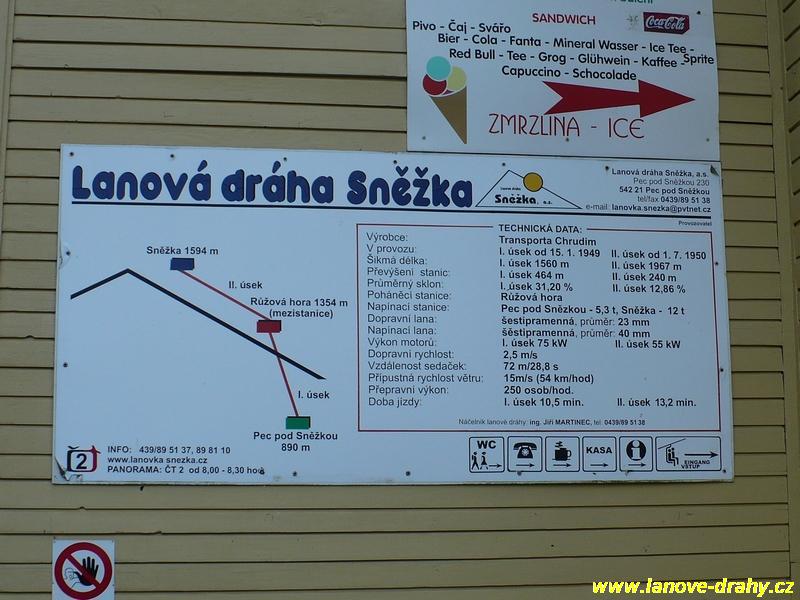 SANDWICH
Coca-Cola
Pivo - Čaj - Svářo
Bier - Cola - Fanta - Mineral Wasser - Ice Tee - Sprite
Red Bull - Tee - Grog - Glühwein - Kaffee -
Capuccino - Schocolade
ZMRZLINA - ICE
Lanová dráha Sněžka
Lanová dráha
Sněžka, a.s.
Lanová dráha Sněžka, a.s.
Pec pod Sněžkou 230
542 21 Pec pod Sněžkou
tel/fax 0439/89 51 38
e-mail: lanovka.snezka@pvtnet.cz
Provozovatel
Sněžka 1594 m
II. úsek
Růžová hora 1354 m
(mezistanice)
I. úsek
Pec pod Sněžkou
890 m
TECHNICKÁ DATA:
Výrobce: Transporta Chrudim
V provozu: I. úsek od 15. 1. 1949 II. úsek od 1. 7. 1950
Šikmá délka: I. úsek 1560 m II. úsek 1967 m
Převýšení stanic: I. úsek 464 m II. úsek 240 m
Průměrný sklon: I. úsek 31,20 % II. úsek 12,86 %
Poháněcí stanice: Růžová hora
Napínací stanice: Pec pod Snězkou - 5,3 t, Sněžka - 12 t
Dopravní lana: šestipramenná, průměr: 23 mm
Napínací lana: šěstipramenná, průměr: 40 mm
Výkon motorů: I. úsek 75 kW II. úsek 55 kW
Dopravní rychlost: 2,5 m/s
Vzdálenost sedaček: 72 m/28,8 s
Přípustná rychlost větru: 15m/s (54 km/hod)
Přepravní výkon: 250 osob/hod.
Doba jízdy: I. úsek 10,5 min. II. úsek 13,2 min.
Náčelník lanové dráhy: ing. Jiří MARTINEC, tel: 0439/89 51 38
2
INFO: 439/89 51 37, 89 81 10
www.lanovka snezka.cz
PANORAMA: ČT 2 od 8,00 - 8,30 hod.
WC
KASA
EINGANG
VSTUP
www.lanove-drahy.cz